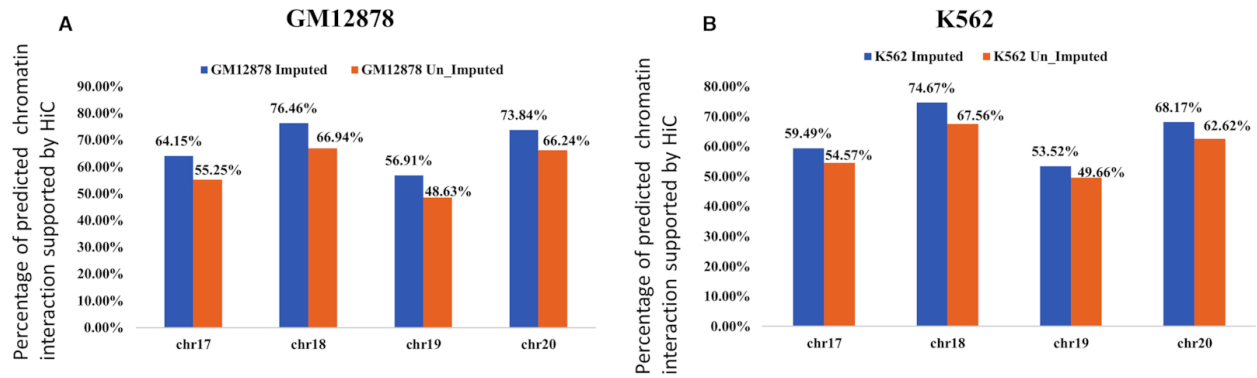 A
GM12878
GM12878 Imputed
GM12878 Un_Imputed
Percentage of predicted chromatin
interaction supported by HiC
90.00%
80.00%
70.00%
60.00%
50.00%
40.00%
30.00%
20.00%
10.00%
0.00%
64.15%
55.25%
76.46%
66.94%
56.91%
48.63%
73.84%
66.24%
chr17
chr18
chr19
chr20
B
K562
K562 Imputed
K562 Un_Imputed
Percentage of predicted chromatin
interaction supported by HiC
80.00%
70.00%
60.00%
50.00%
40.00%
30.00%
20.00%
10.00%
0.00%
59.49%
54.57%
74.67%
67.56%
53.52%
49.66%
68.17%
62.62%
chr17
chr18
chr19
chr20